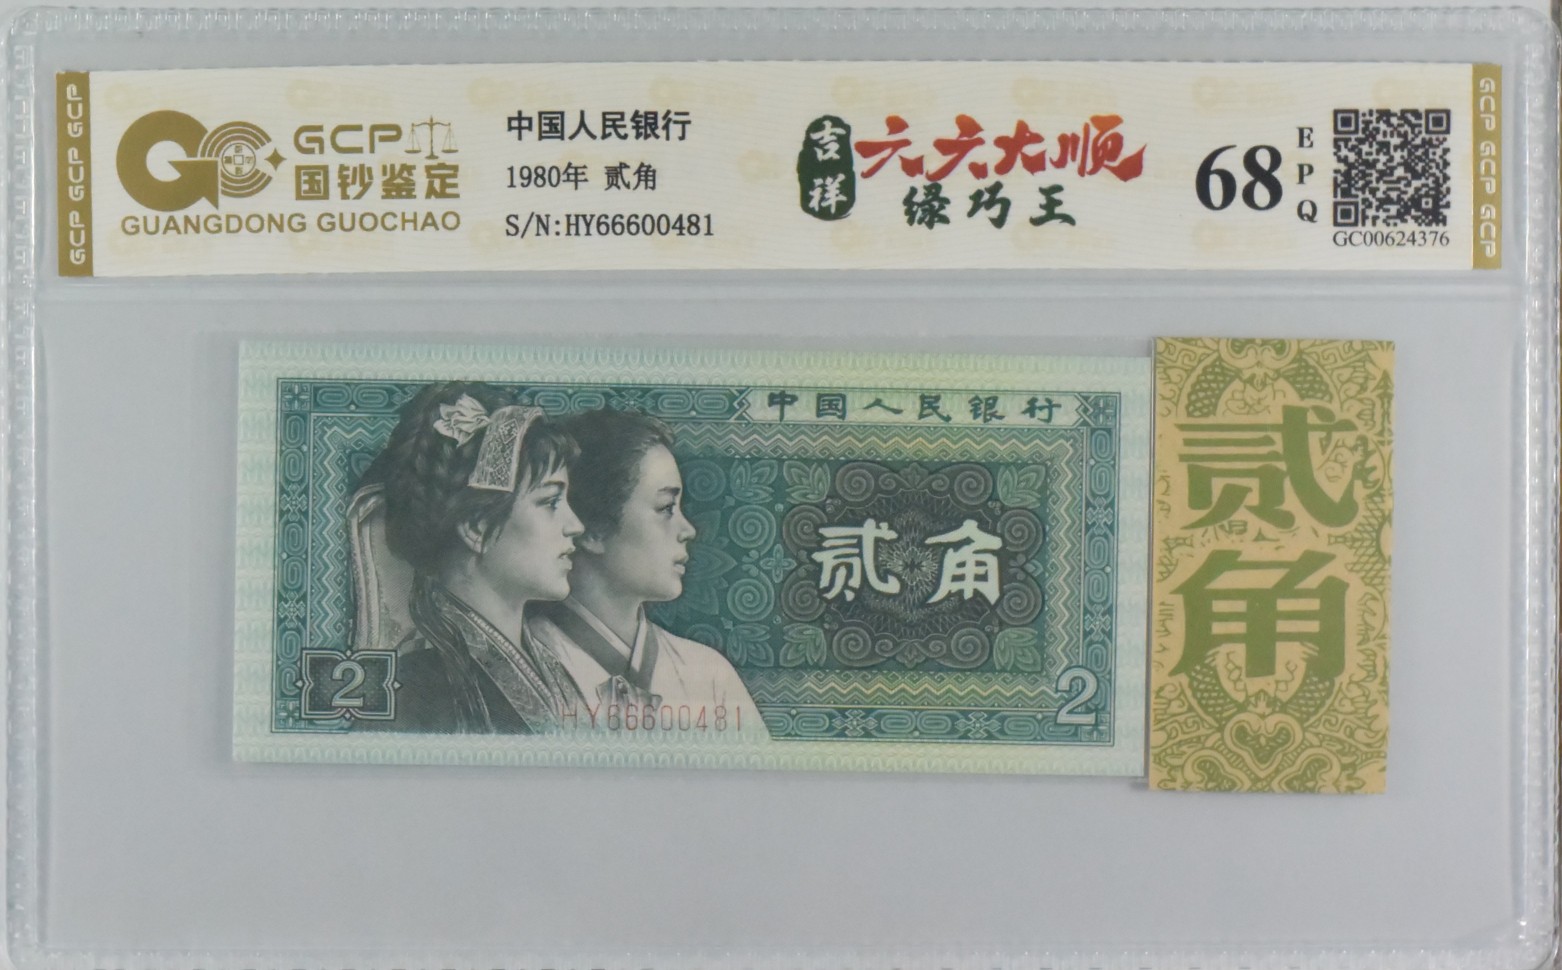 GCP GCP GCP
GCP
国钞鉴定
GUANGDONG GUOCHAO
中国人民银行
1980年 贰角
S/N:HY66600481
吉祥
六六大顺
绿巧王
68
EPQ
GC00624376
GCP GCP GCP
中国人民银行
贰角
2
2
HY66600481
贰角